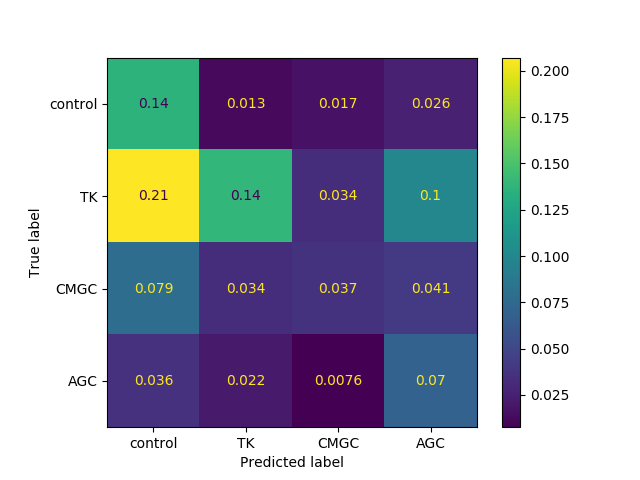 control 0.14 0.013 0.017 0.026
TK 0.21 0.14 0.034 0.1
CMGC 0.079 0.034 0.037 0.041
AGC 0.036 0.022 0.0076 0.07
control TK CMGC AGC
Predicted label
True label
0.200
0.175
0.150
0.125
0.100
0.075
0.050
0.025